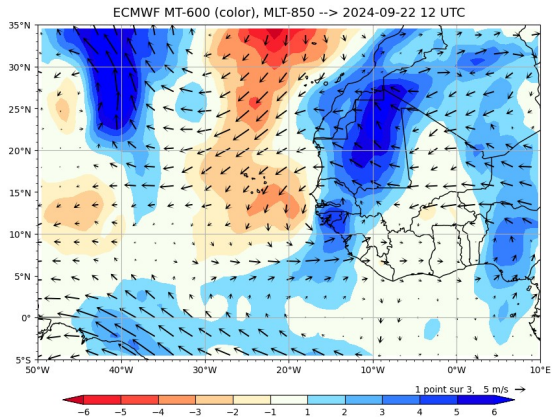 ECMWF MT-600 (color), MLT-850 --> 2024-09-22 12 UTC
35°N
30°N
25°N
20°N
15°N
10°N
5°N
0°
5°S
50°W 40°W 30°W 20°W 10°W 0°W 10°E
1 point sur 3, 5 m/s
−6 −5 −4 −3 −2 −1 1 2 3 4 5 6